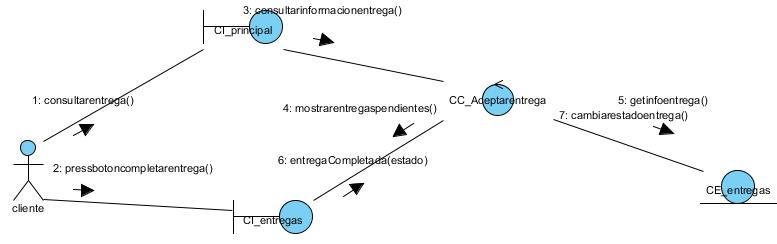 3: consultarinformacionentrega()
CI_principal
1: consultarentrega()
4: mostrarentregaspendientes()
CC_Aceptarentrega
5: getinfoentrega()
7: cambiarestadoentrega()
2: pressbotoncompletarentrega()
6: entregaCompletada(estado)
cliente
CI_entregas
CE_entregas